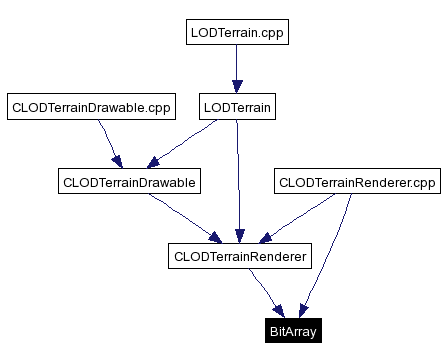 LODTerrain.cpp
CLODTerrainDrawable.cpp
LODTerrain
CLODTerrainDrawable
CLODTerrainRenderer.cpp
CLODTerrainRenderer
BitArray